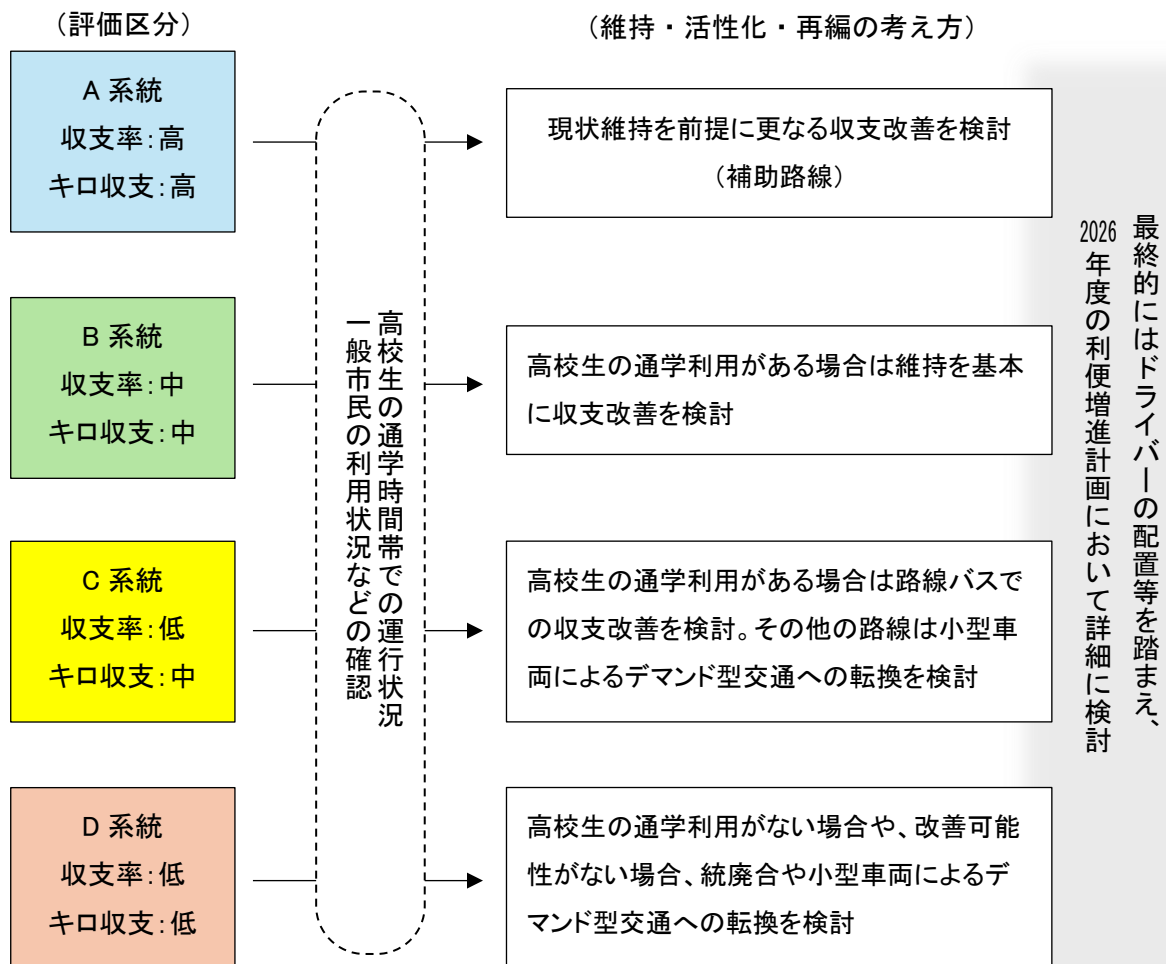 (評価区分)
(維持・活性化・再編の考え方)
A 系統
収支率:高
キロ収支:高
現状維持を前提に更なる収支改善を検討
(補助路線)
B 系統
収支率:中
キロ収支:中
高校生の通学利用がある場合は維持を基本
に収支改善を検討
C 系統
収支率:低
キロ収支:中
高校生の通学利用がある場合は路線バスで
の収支改善を検討。その他の路線は小型車
両によるデマンド型交通への転換を検討
D 系統
収支率:低
キロ収支:低
高校生の通学利用がない場合や、改善可能
性がない場合、統廃合や小型車両によるデ
マンド型交通への転換を検討
高校生の通学時間帯での運行状況
一般市民の利用状況などの確認
最終的にはドライバーの配置等を踏まえ、
2026年度の利便増進計画において詳細に検討